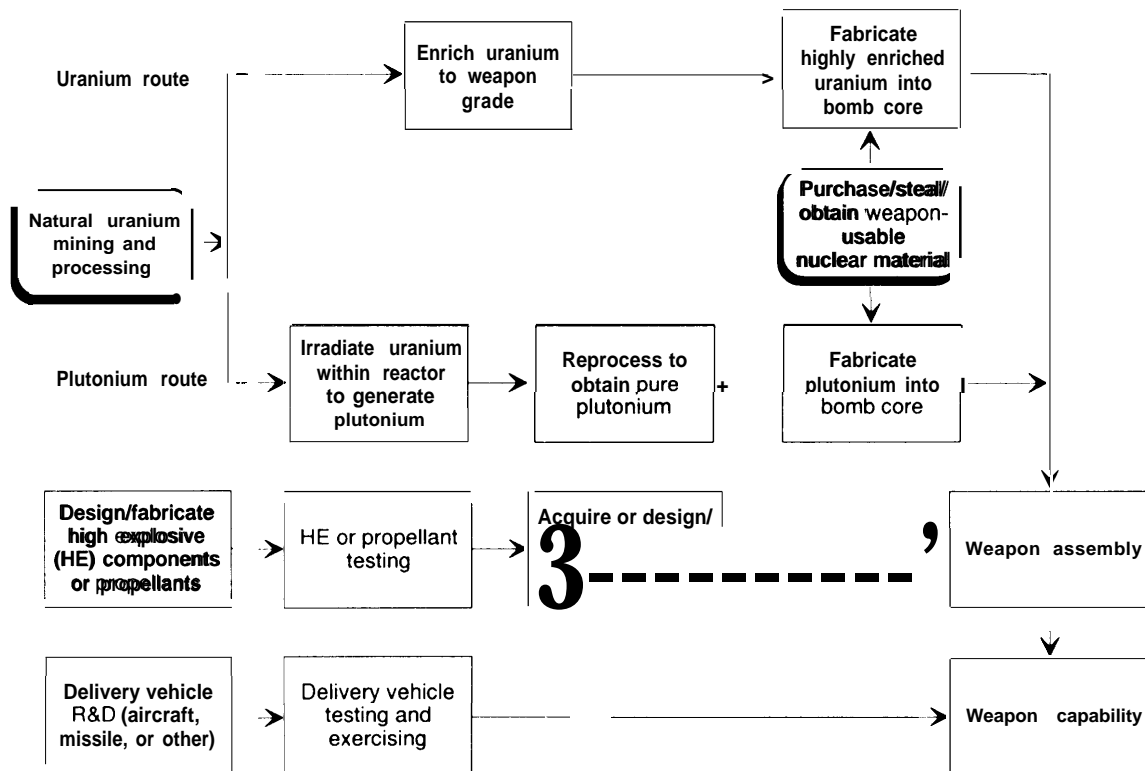 Uranium route
Enrich uranium
to weapon
grade
Fabricate
highly enriched
uranium into
bomb core
Natural uranium
mining and
processing
Purchase/steal/
obtain weapon-
usable
nuclear material
Plutonium route
Irradiate uranium
within reactor
to generate
plutonium
Reprocess to
obtain pure
plutonium
+
Fabricate
plutonium into
bomb core
Design/fabricate
high explosive
(HE) components
or propellants
HE or propellant
testing
Acquire or design/
3
Weapon assembly
Delivery vehicle
R&D (aircraft,
missile, or other)
Delivery vehicle
testing and
exercising
Weapon capability